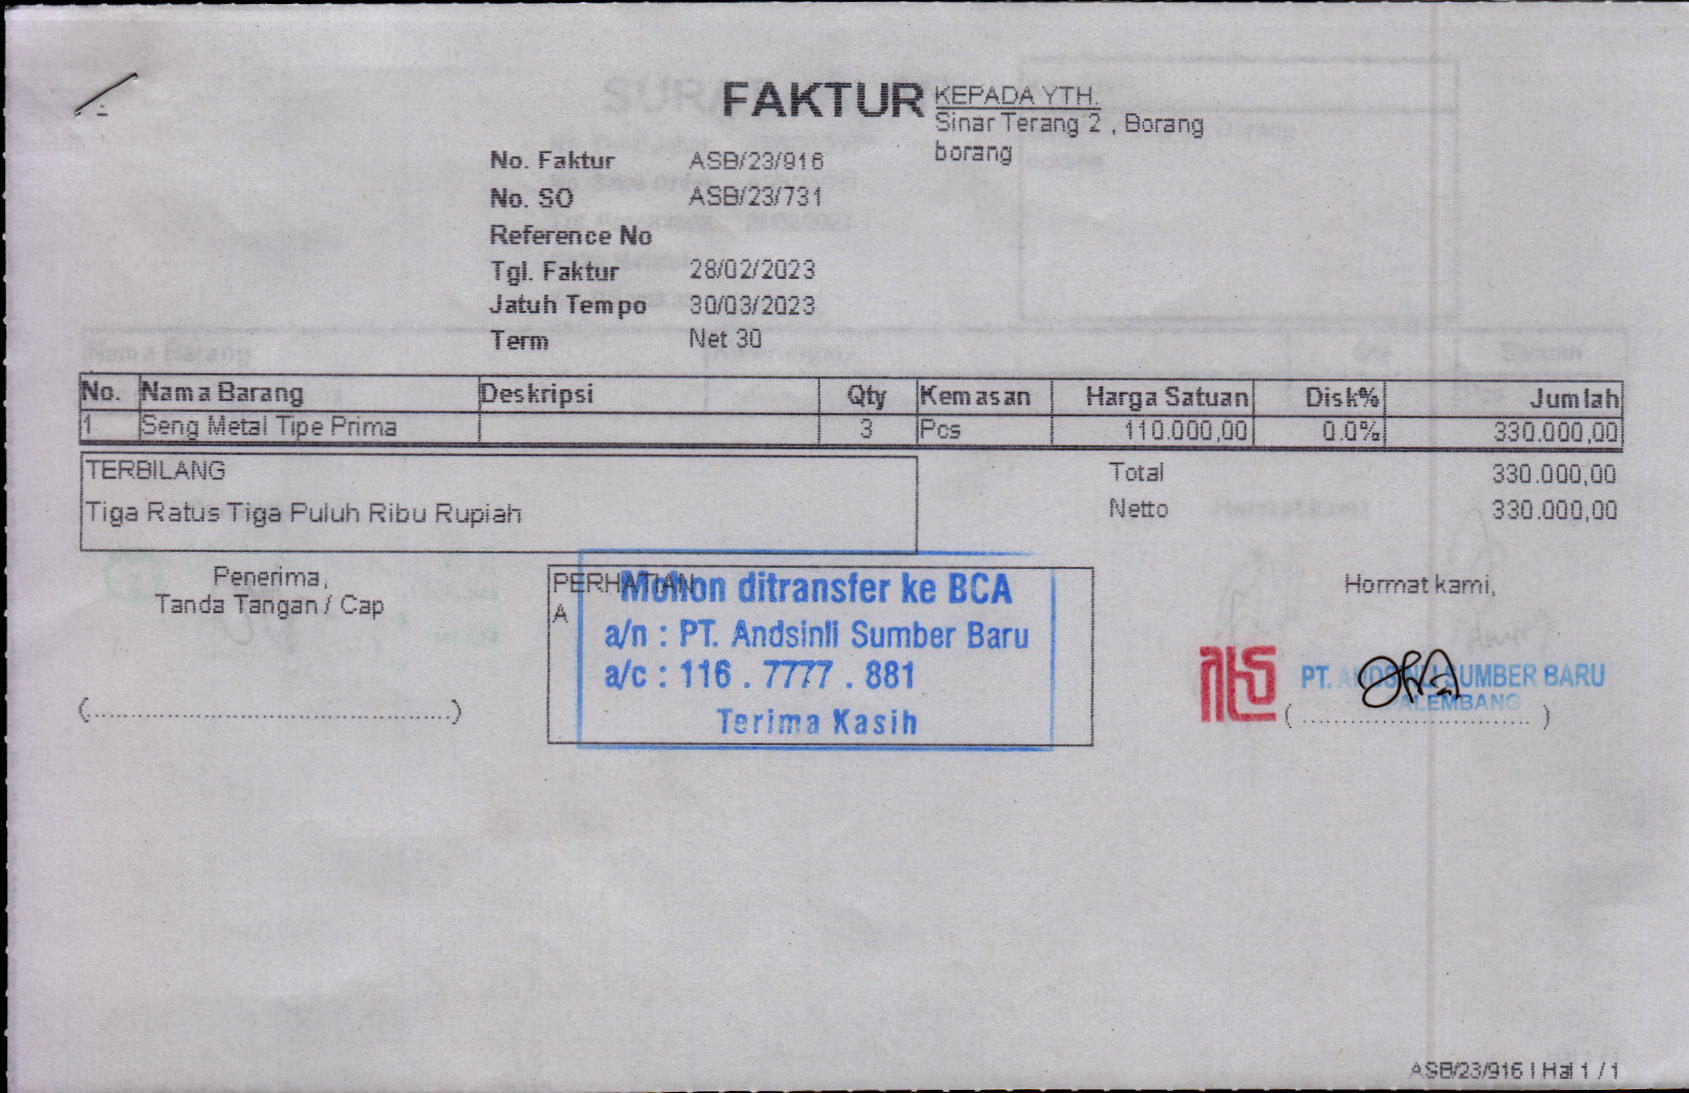 FAKTUR
KEPADA YTH.
Sinar Terang 2 , Borang
borang
No. Faktur ASB/23/916
No. SO ASB/23/731
Reference No
Tgl. Faktur 28/02/2023
Jatuh Tempo 30/03/2023
Term Net 30
No. Nama Barang Deskripsi Qty Kemasan Harga Satuan Disk% Jumlah
1 Seng Metal Tipe Prima 3 Pcs 110.000,00 0.0% 330.000,00
TERBILANG
Tiga Ratus Tiga Puluh Ribu Rupiah
Total 330.000,00
Netto 330.000,00
Penerima,
Tanda Tangan / Cap
(..............................................)
PERHATIAN
A
Mohon ditransfer ke BCA
a/n : PT. Andsinli Sumber Baru
a/c : 116 . 7777 . 881
Terima Kasih
Hormat kami,
PT. ANDSINLI SUMBER BARU
PALEMBANG
( ............................. )
ASB/23/916 | Hal 1 / 1